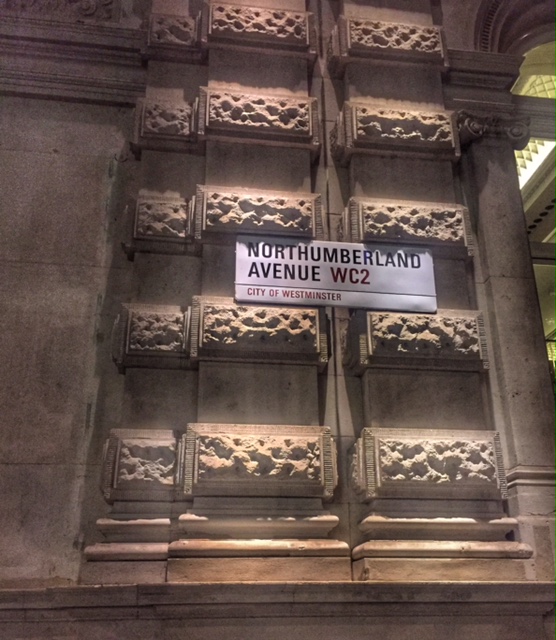 NORTHUMBERLAND
AVENUE WC2
CITY OF WESTMINSTER